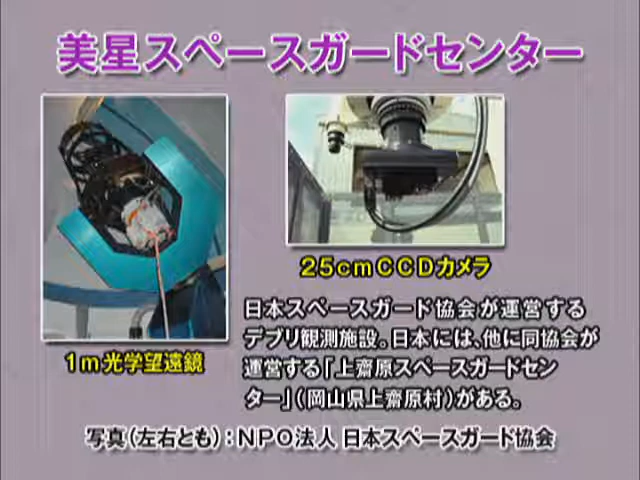 美星スペースガードセンター
25cmCCDカメラ
1m光学望遠鏡
日本スペースガード協会が運営する
デブリ観測施設。日本には、他に同協会が
運営する「上齋原スペースガードセン
ター」(岡山県上齋原村)がある。
写真(左右とも):NPO法人 日本スペースガード協会